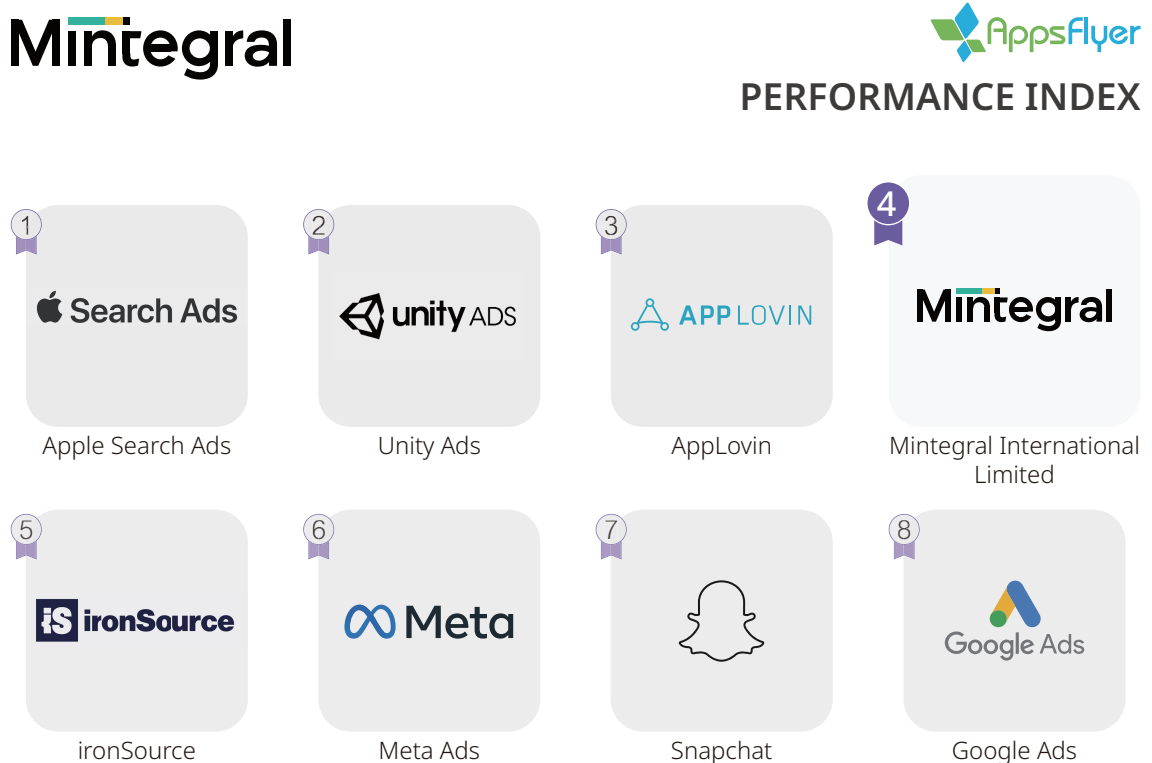 Mintegral
AppsFlyer
PERFORMANCE INDEX
1
Search Ads
Apple Search Ads
2
unity ADS
Unity Ads
3
APPLOVIN
AppLovin
4
Mintegral
Mintegral International
Limited
5
iS ironSource
ironSource
6
Meta
Meta Ads
7
Snapchat
8
Google Ads
Google Ads